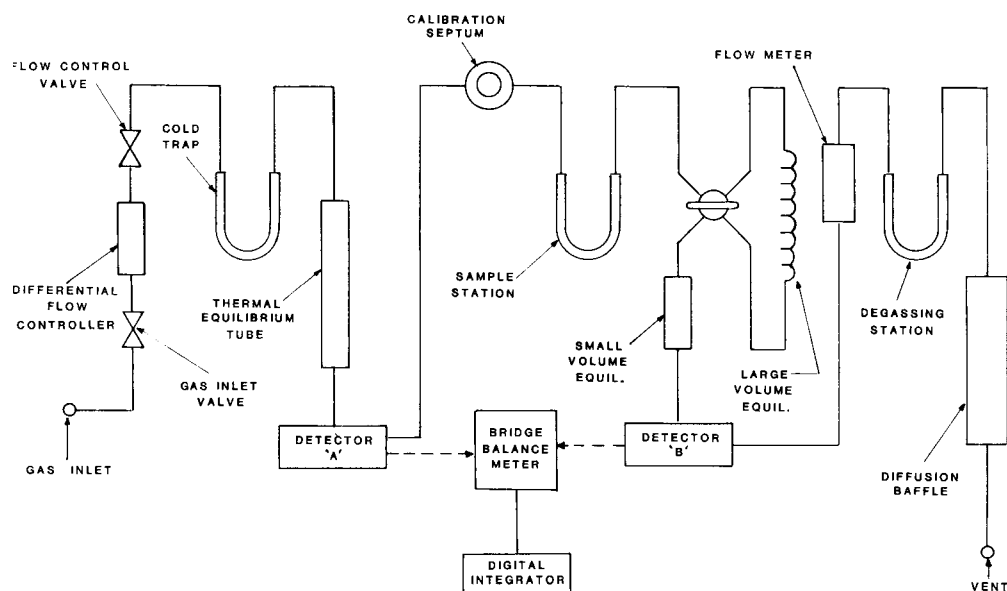 CALIBRATION
SEPTUM
FLOW CONTROL
VALVE
FLOW METER
COLD
TRAP
DIFFERENTIAL
FLOW
CONTROLLER
THERMAL
EQUILIBRIUM
TUBE
SAMPLE
STATION
DEGASSING
STATION
GAS INLET
VALVE
SMALL
VOLUME
EQUIL.
LARGE
VOLUME
EQUIL.
GAS INLET
DETECTOR
'A'
BRIDGE
BALANCE
METER
DETECTOR
'B'
DIFFUSION
BAFFLE
DIGITAL
INTEGRATOR
VENT